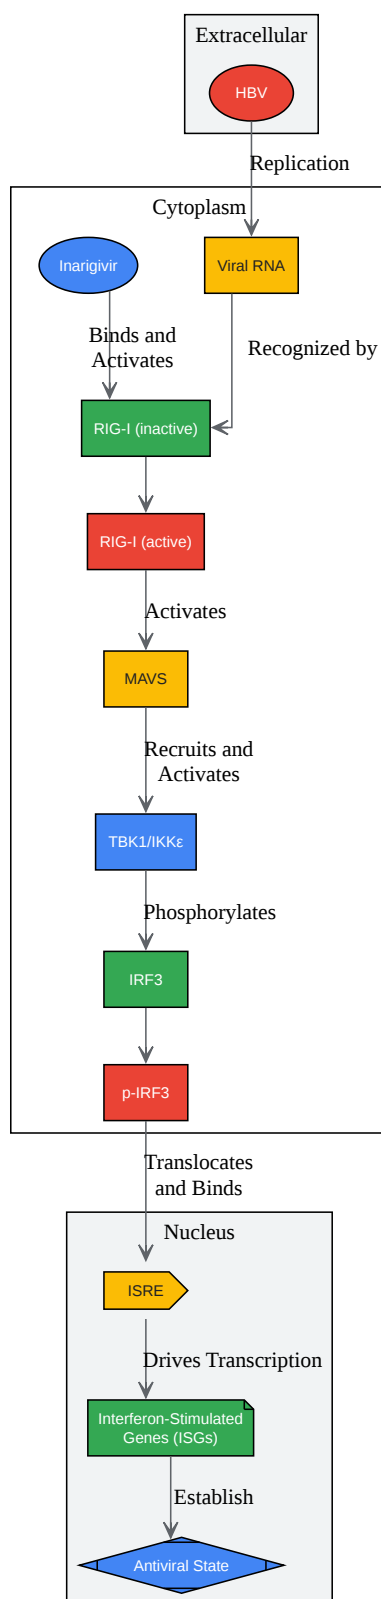 Extracellular
HBV
Replication
Cytoplasm
Inarigivir
Viral RNA
Binds and
Activates
Recognized by
RIG-I (inactive)
RIG-I (active)
Activates
MAVS
Recruits and
Activates
TBK1/IKKε
Phosphorylates
IRF3
p-IRF3
Translocates
and Binds
Nucleus
ISRE
Drives Transcription
Interferon-Stimulated
Genes (ISGs)
Establish
Antiviral State